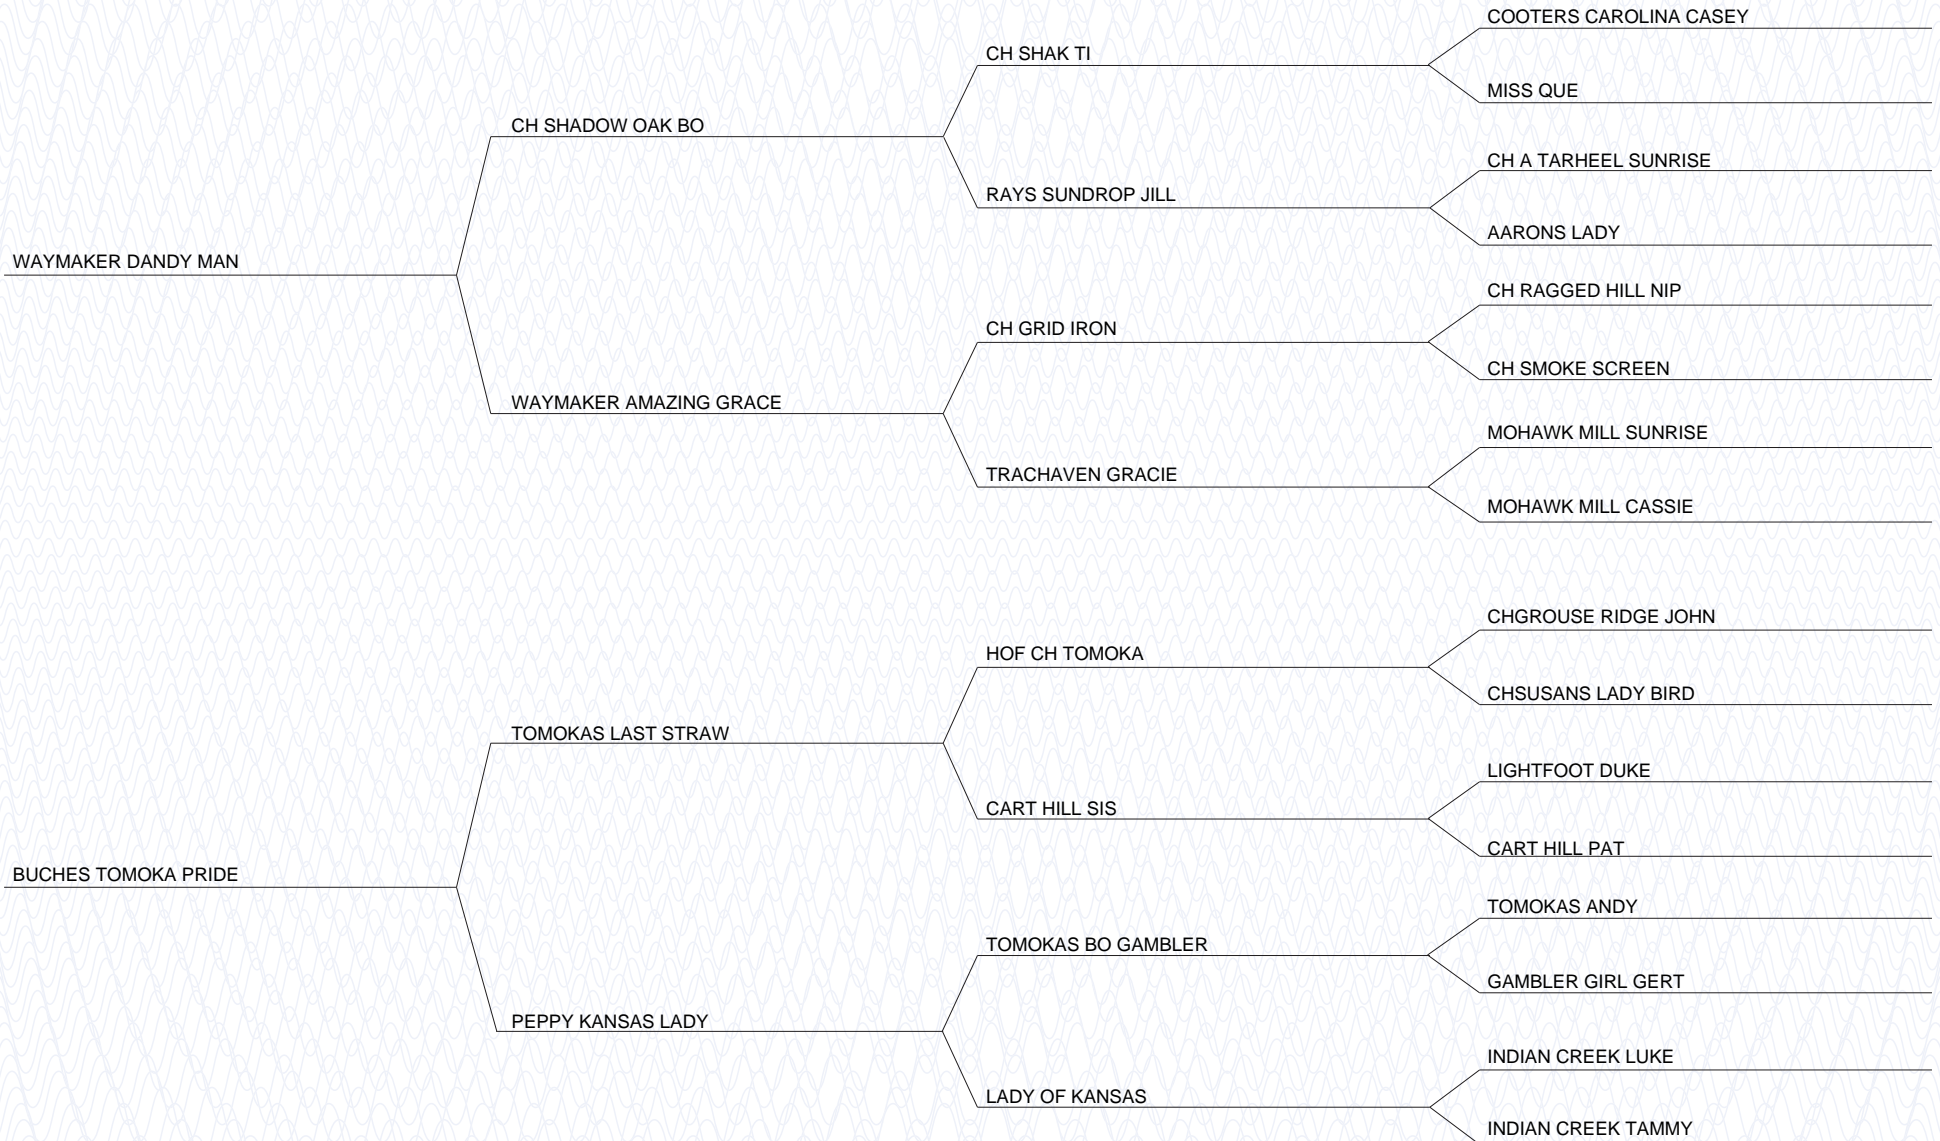 COOTERS CAROLINA CASEY
CH SHAK TI
MISS QUE
CH SHADOW OAK BO
CH A TARHEEL SUNRISE
RAYS SUNDROP JILL
AARONS LADY
WAYMAKER DANDY MAN
CH RAGGED HILL NIP
CH GRID IRON
CH SMOKE SCREEN
WAYMAKER AMAZING GRACE
MOHAWK MILL SUNRISE
TRACHAVEN GRACIE
MOHAWK MILL CASSIE
CHGROUSE RIDGE JOHN
HOF CH TOMOKA
CHSUSANS LADY BIRD
TOMOKAS LAST STRAW
LIGHTFOOT DUKE
CART HILL SIS
CART HILL PAT
BUCHES TOMOKA PRIDE
TOMOKAS ANDY
TOMOKAS BO GAMBLER
GAMBLER GIRL GERT
PEPPY KANSAS LADY
INDIAN CREEK LUKE
LADY OF KANSAS
INDIAN CREEK TAMMY